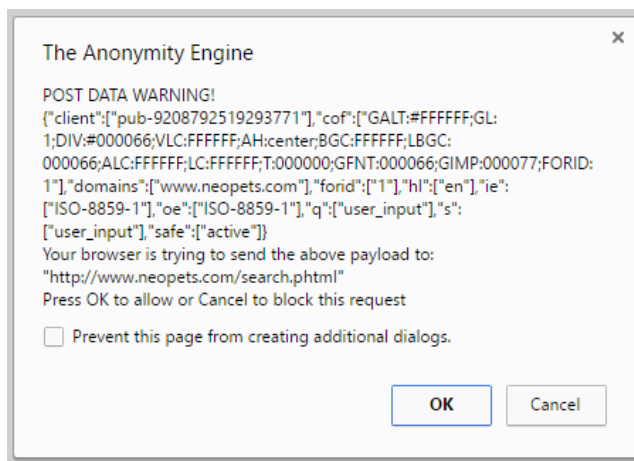 The Anonymity Engine
POST DATA WARNING!
{"client":["pub-9208792519293771"],"cof":["GALT:#FFFFFF;GL:
1;DIV:#000066;VLC:FFFFFF;AH:center;BGC:FFFFFF;LBGC:
000066;ALC:FFFFFF;LC:FFFFFF;T:000000;GFNT:000066;GIMP:000077;FORID:
1"],"domains":["www.neopets.com"],"forid":["1"],"hl":["en"],"ie":
["ISO-8859-1"],"oe":["ISO-8859-1"],"q":["user_input"],"s":
["user_input"],"safe":["active"]}
Your browser is trying to send the above payload to:
"http://www.neopets.com/search.phtml"
Press OK to allow or Cancel to block this request
Prevent this page from creating additional dialogs.
OK Cancel